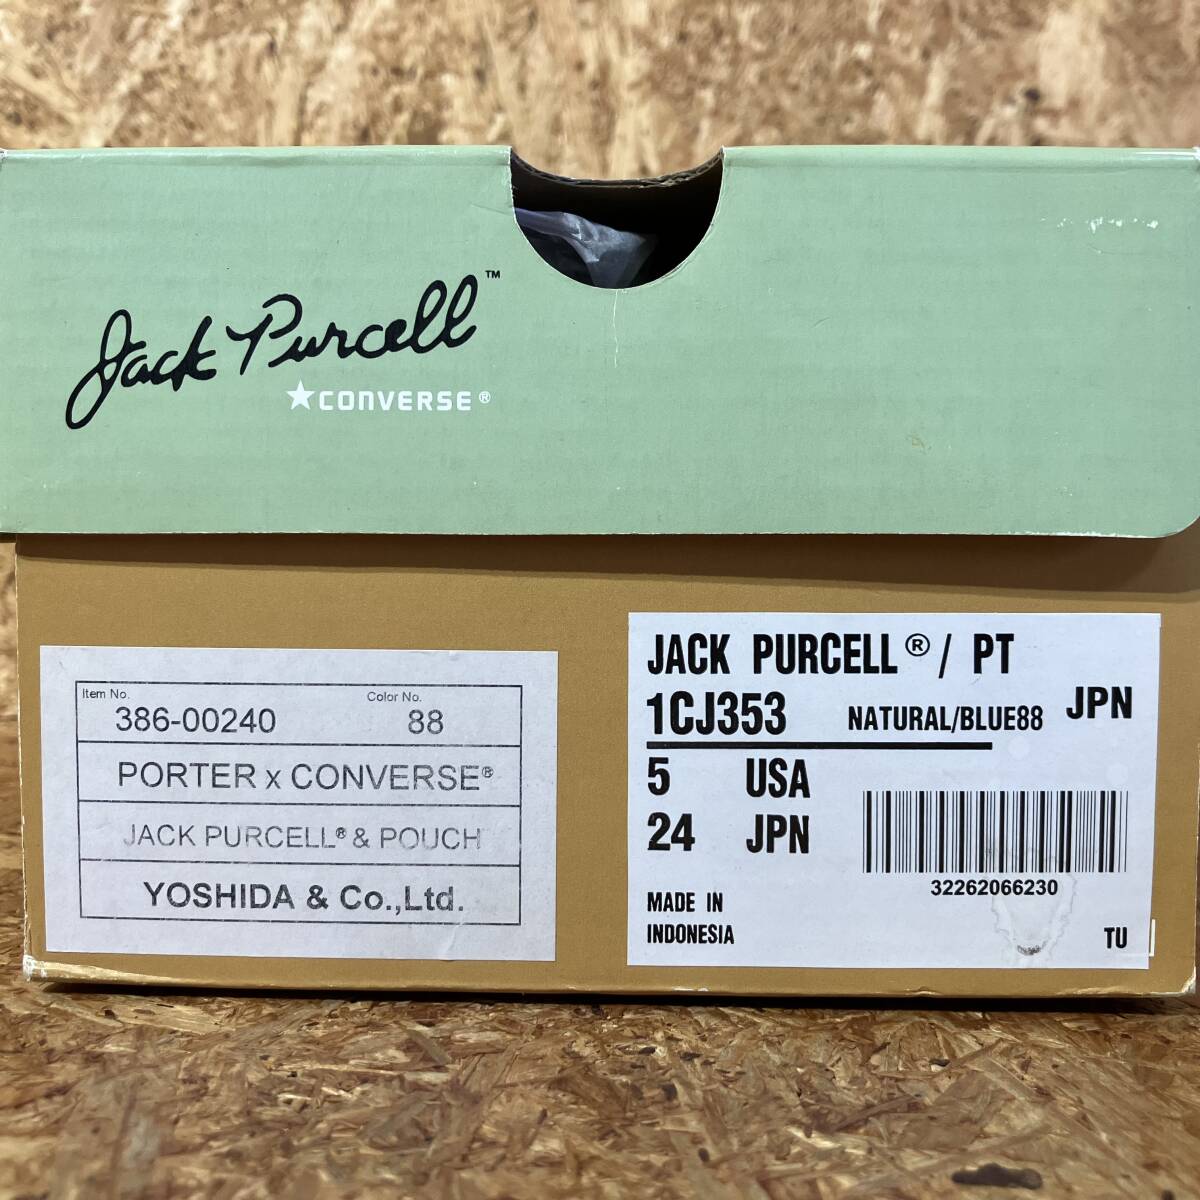 Jack Purcell™
★CONVERSE®
Item No.
Color No.
386-00240
88
PORTER x CONVERSE®
JACK PURCELL® & POUCH
YOSHIDA & Co.,Ltd.
JACK PURCELL® / PT
1CJ353 NATURAL/BLUE88 JPN
5 USA
24 JPN
32262066230
MADE IN
INDONESIA
TU